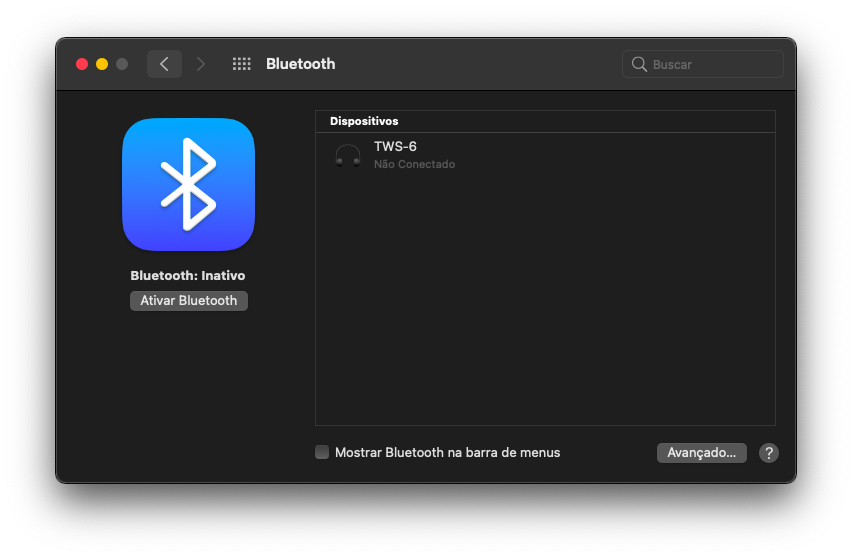 Bluetooth
Buscar
Dispositivos
TWS-6
Não Conectado
Bluetooth: Inativo
Ativar Bluetooth
Mostrar Bluetooth na barra de menus
Avançado...
?